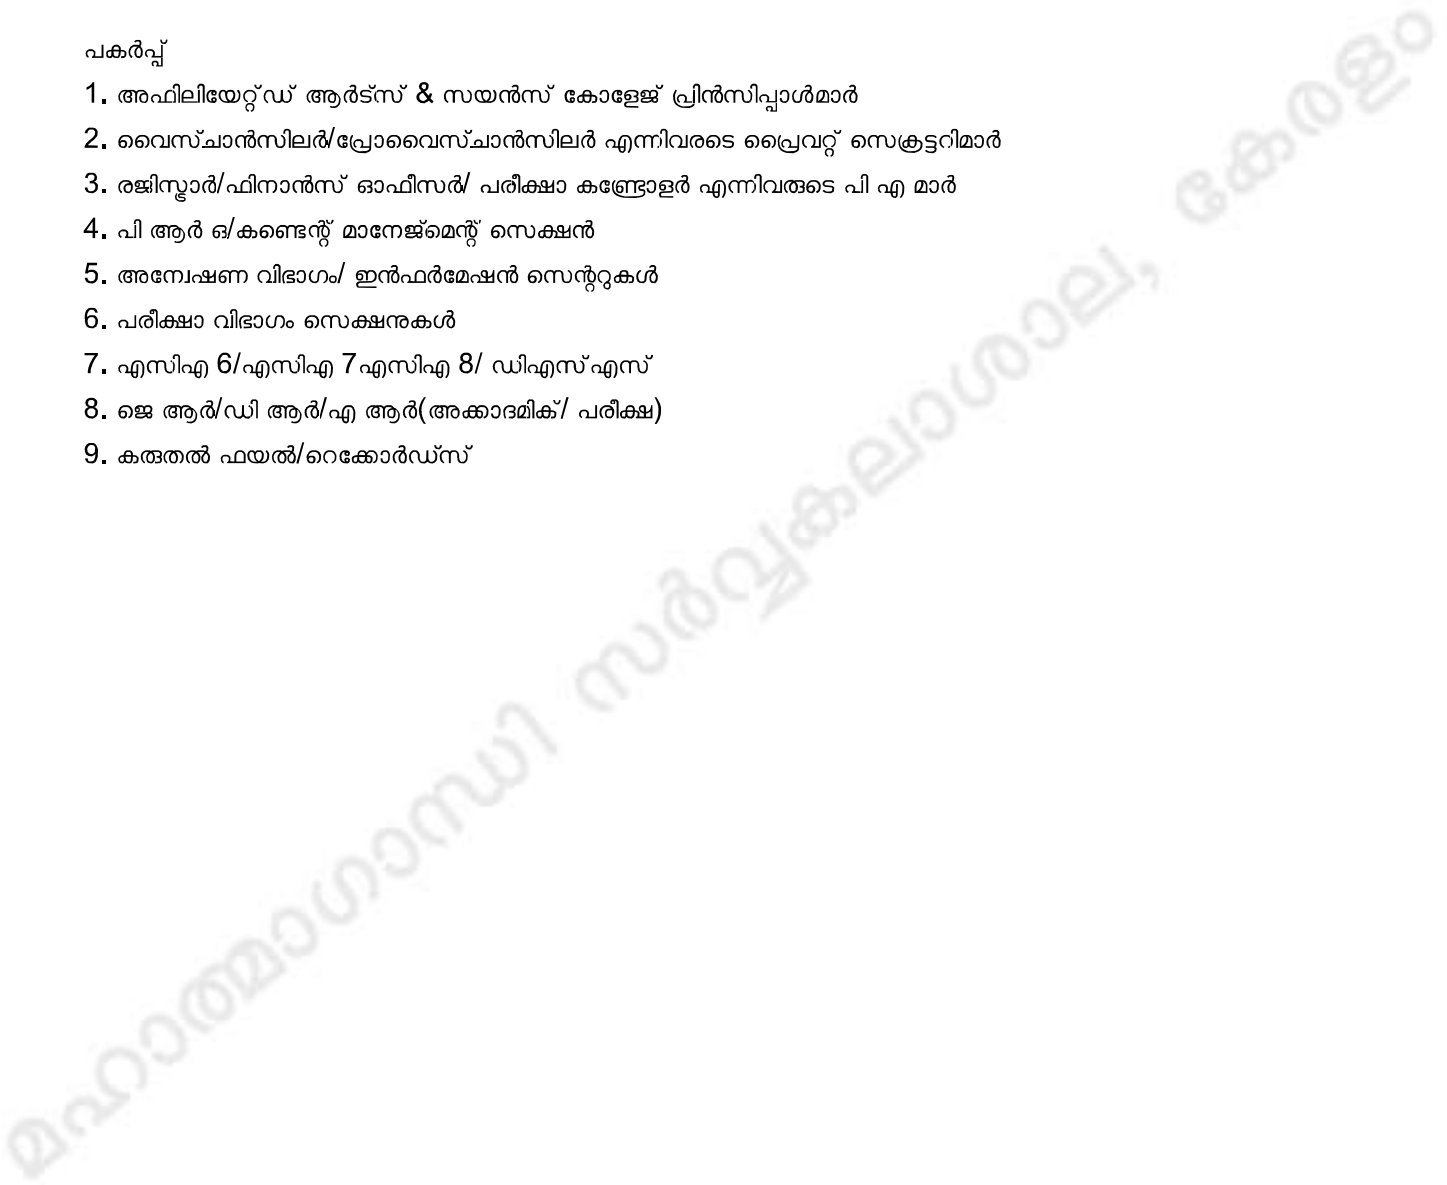 പകർപ്പ്
1. അഫിലിയേറ്റ്ഡ് ആർട്സ് & സയൻസ് കോളേജ് പ്രിൻസിപ്പാൾമാർ
2. വൈസ്ചാൻസിലർ/പ്രോവൈസ്ചാൻസിലർ എന്നിവരടെ പ്രൈവറ്റ് സെക്രട്ടറിമാർ
3. രജിസ്ട്രാർ/ഫിനാൻസ് ഓഫീസർ/ പരീക്ഷാ കണ്ട്രോളർ എന്നിവരുടെ പി എ മാർ
4. പി ആർ ഒ/കണ്ടെന്റ് മാനേജ്മെന്റ് സെക്ഷൻ
5. അന്വേഷണ വിഭാഗം/ ഇൻഫർമേഷൻ സെന്ററുകൾ
6. പരീക്ഷാ വിഭാഗം സെക്ഷനുകൾ
7. എസിഎ 6/എസിഎ 7എസിഎ 8/ ഡിഎസ്എസ്
8. ജെ ആർ/ഡി ആർ/എ ആർ(അക്കാദമിക്/ പരീക്ഷ)
9. കരുതൽ ഫയൽ/റെക്കോർഡ്സ്
മഹാത്മാഗാന്ധി സർവ്വകലാശാല, കേരളം